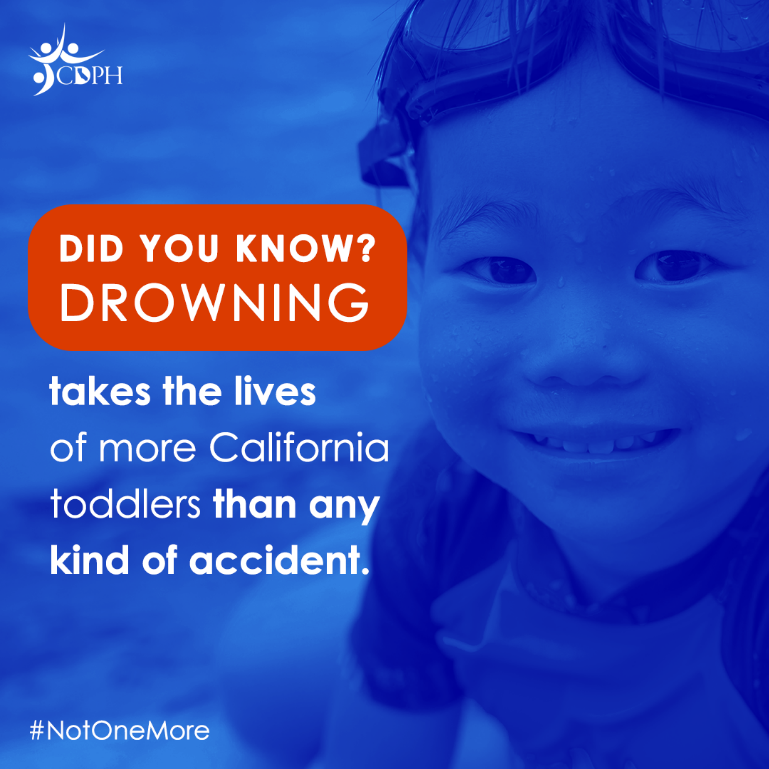 CDPH
DID YOU KNOW?
DROWNING
takes the lives
of more California
toddlers than any
kind of accident.
#NotOneMore